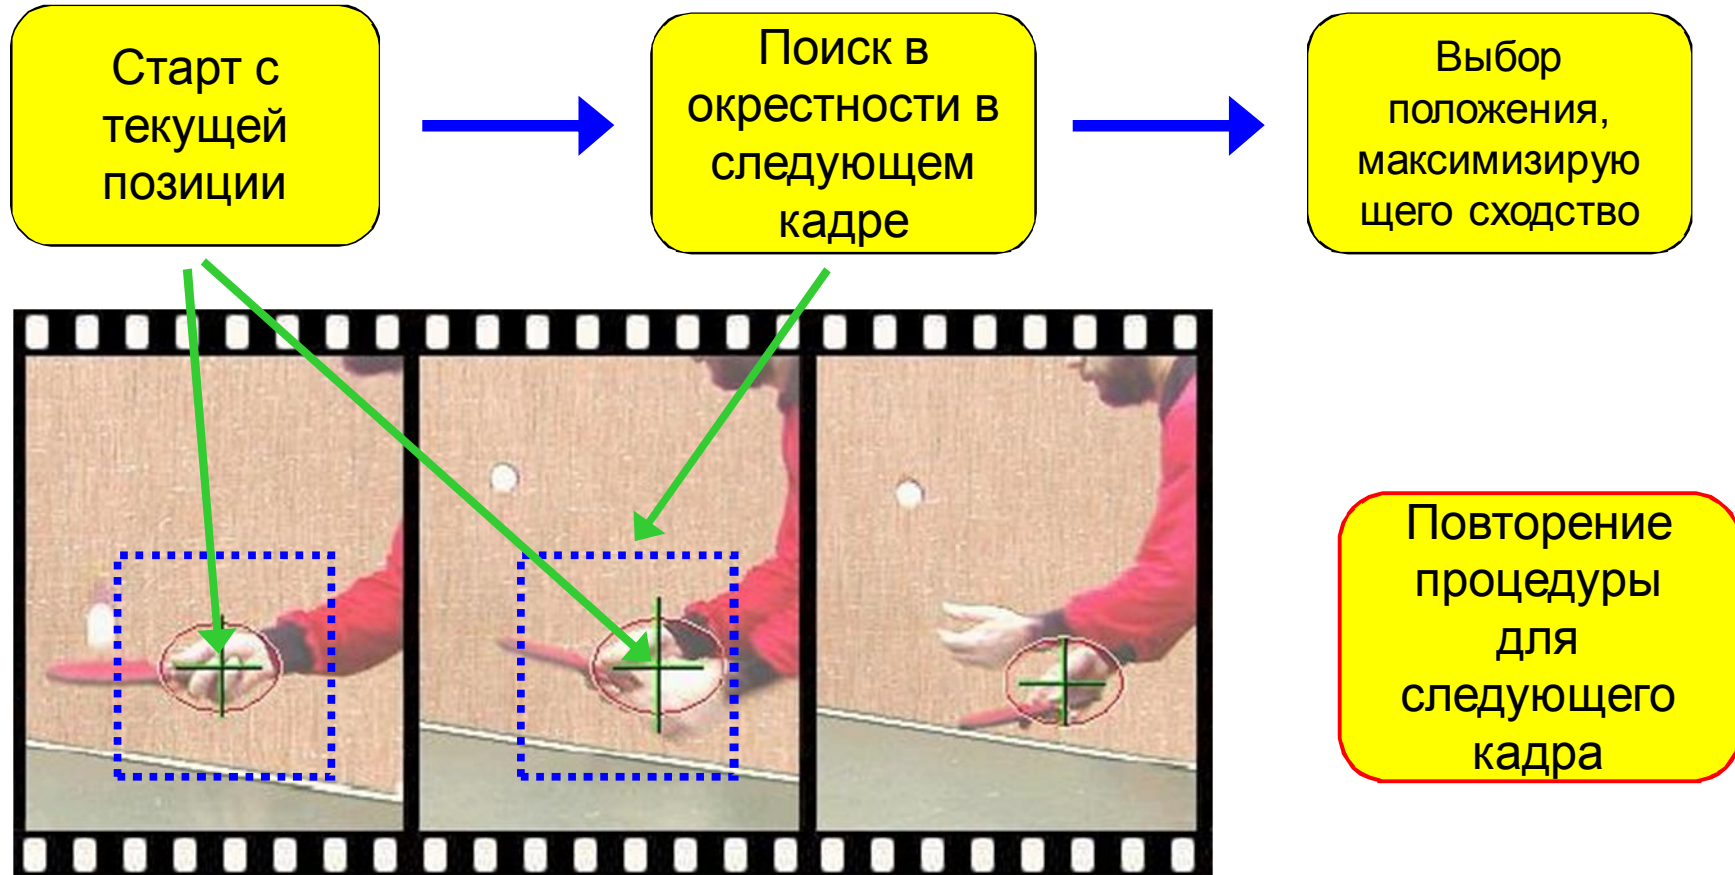 Старт с
текущей
позиции
Поиск в
окрестности в
следующем
кадре
Выбор
положения,
максимизирую
щего сходство
Повторение
процедуры
для
следующего
кадра